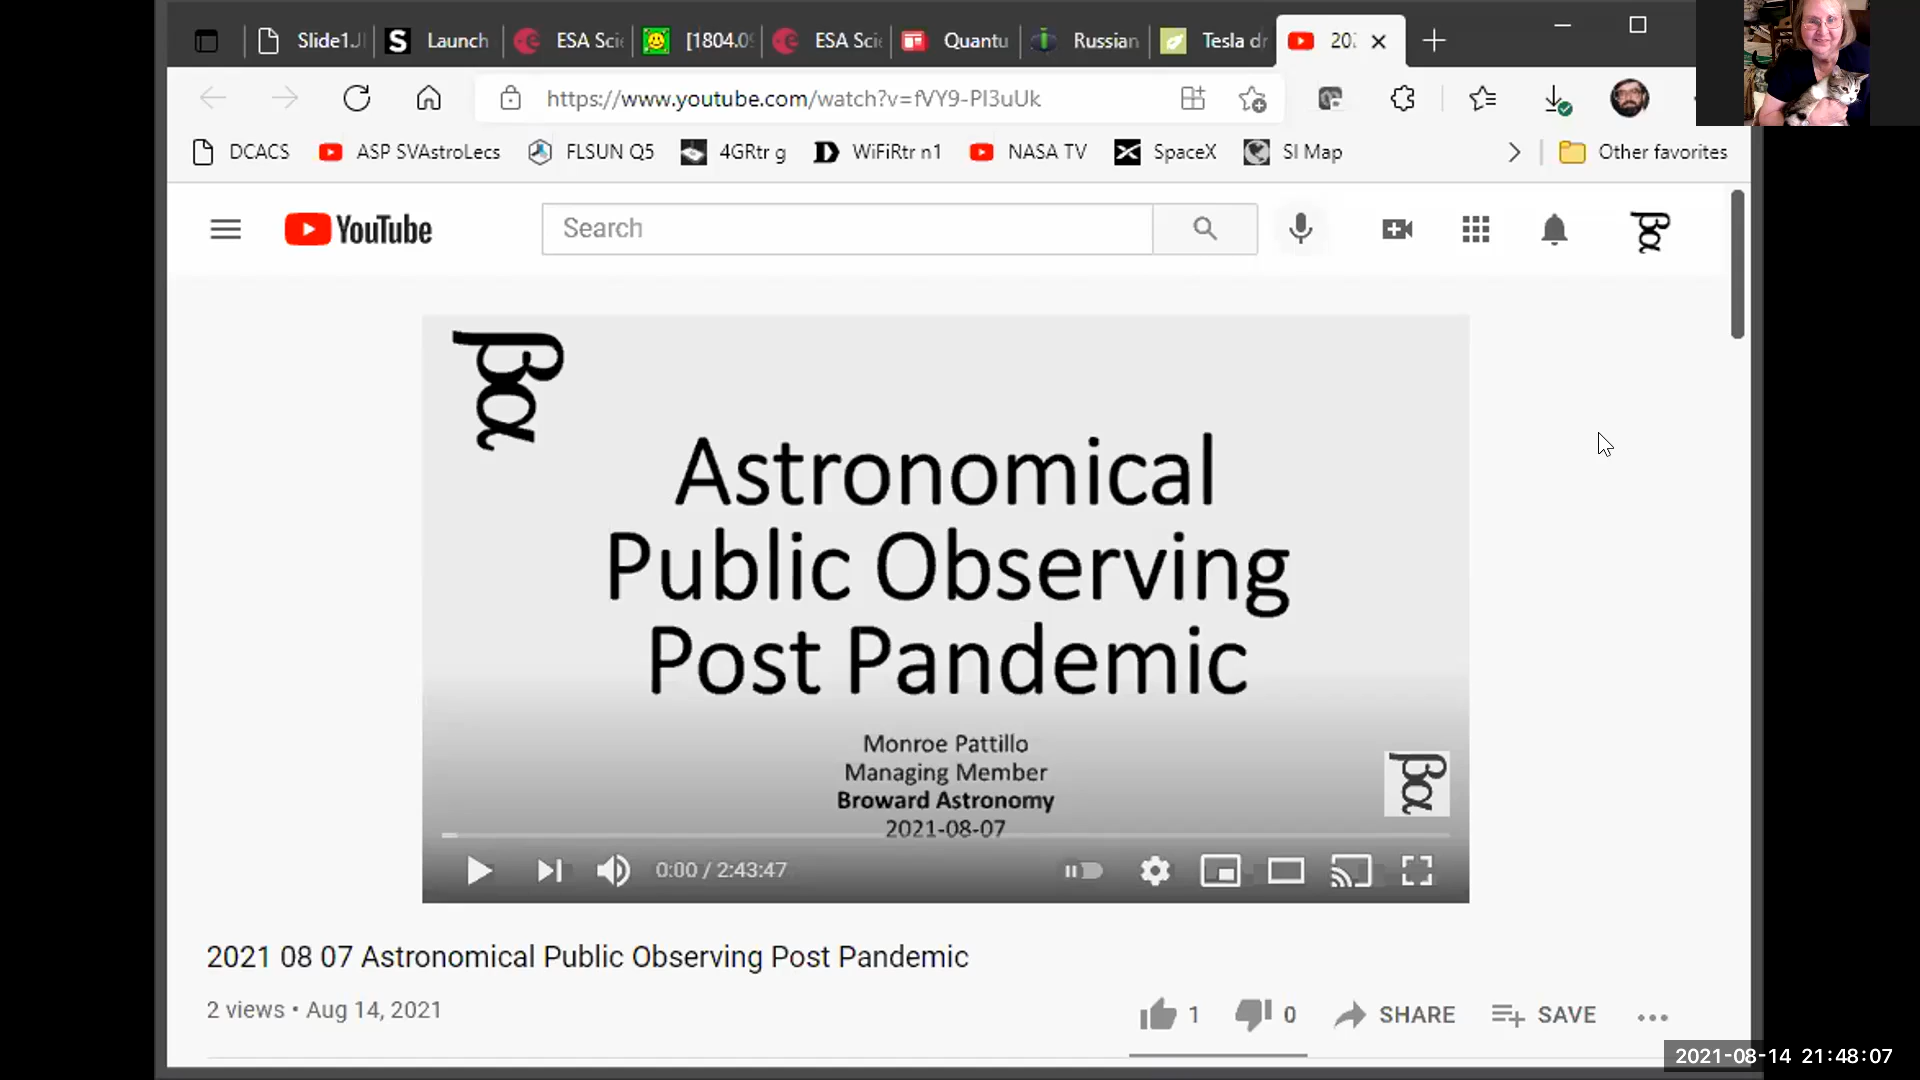 Slide1.J
Launch
ESA Sci
[1804.09
ESA Sci
Quantu
Russian
Tesla dr
20
https://www.youtube.com/watch?v=fVY9-PI3uUk
DCACS
ASP SVAstroLecs
FLSUN Q5
4GRtr g
WiFiRtr n1
NASA TV
SpaceX
SI Map
Other favorites
YouTube
Search
βα
βα
Astronomical
Public Observing
Post Pandemic
Monroe Pattillo
Managing Member
Broward Astronomy
2021-08-07
βα
0:00 / 2:43:47
2021 08 07 Astronomical Public Observing Post Pandemic
2 views • Aug 14, 2021
1
0
SHARE
SAVE
2021-08-14 21:48:07